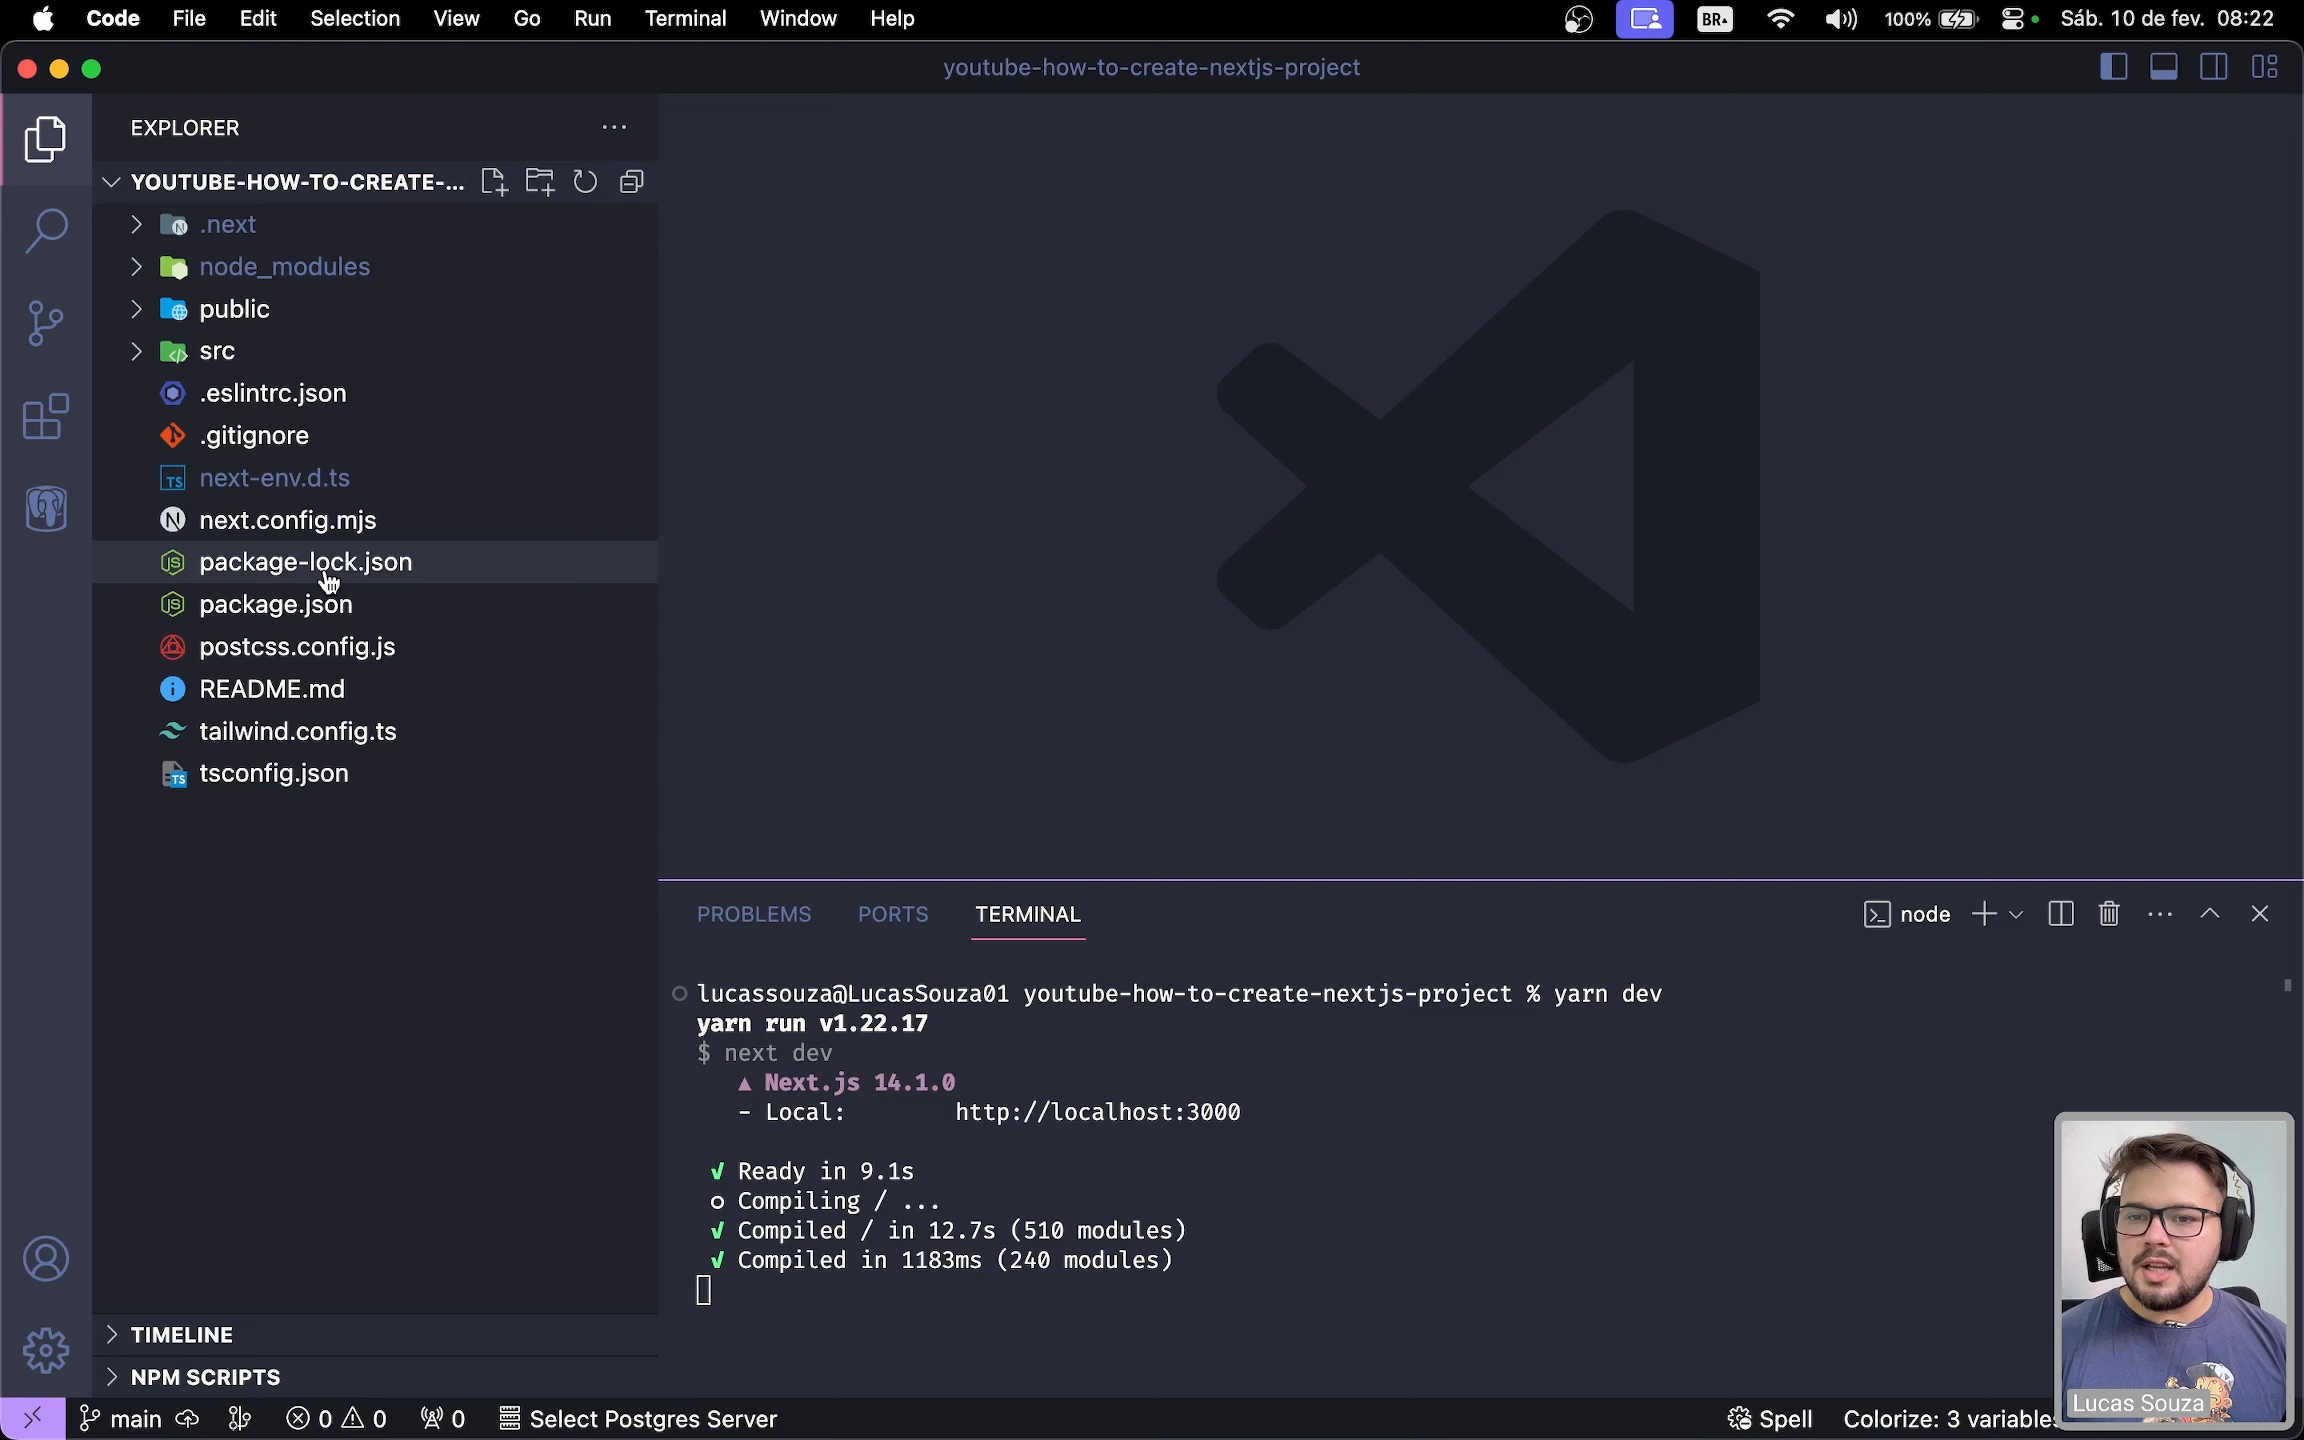 Code File Edit Selection View Go Run Terminal Window Help BR 100% Sáb. 10 de fev. 08:22
youtube-how-to-create-nextjs-project
EXPLORER
YOUTUBE-HOW-TO-CREATE-...
.next
node_modules
public
src
.eslintrc.json
.gitignore
next-env.d.ts
next.config.mjs
package-lock.json
package.json
postcss.config.js
README.md
tailwind.config.ts
tsconfig.json
TIMELINE
NPM SCRIPTS
PROBLEMS PORTS TERMINAL node
lucassouza@LucasSouza01 youtube-how-to-create-nextjs-project % yarn dev
yarn run v1.22.17
$ next dev
▲ Next.js 14.1.0
- Local: http://localhost:3000
✓ Ready in 9.1s
○ Compiling / ...
✓ Compiled / in 12.7s (510 modules)
✓ Compiled in 1183ms (240 modules)
Lucas Souza
main 0 0 0 Select Postgres Server Spell Colorize: 3 variables